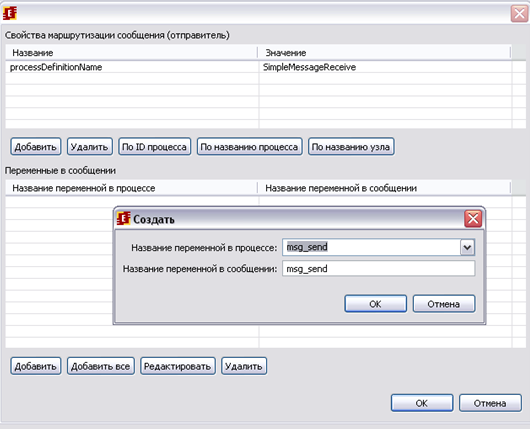 Свойства маршрутизации сообщения (отправитель)
Название Значение
processDefinitionName SimpleMessageReceive
Добавить Удалить По ID процесса По названию процесса По названию узла
Переменные в сообщении
Название переменной в процессе Название переменной в сообщении
Создать
Название переменной в процессе: msg_send
Название переменной в сообщении: msg_send
OK Отмена
Добавить Добавить все Редактировать Удалить
OK Отмена